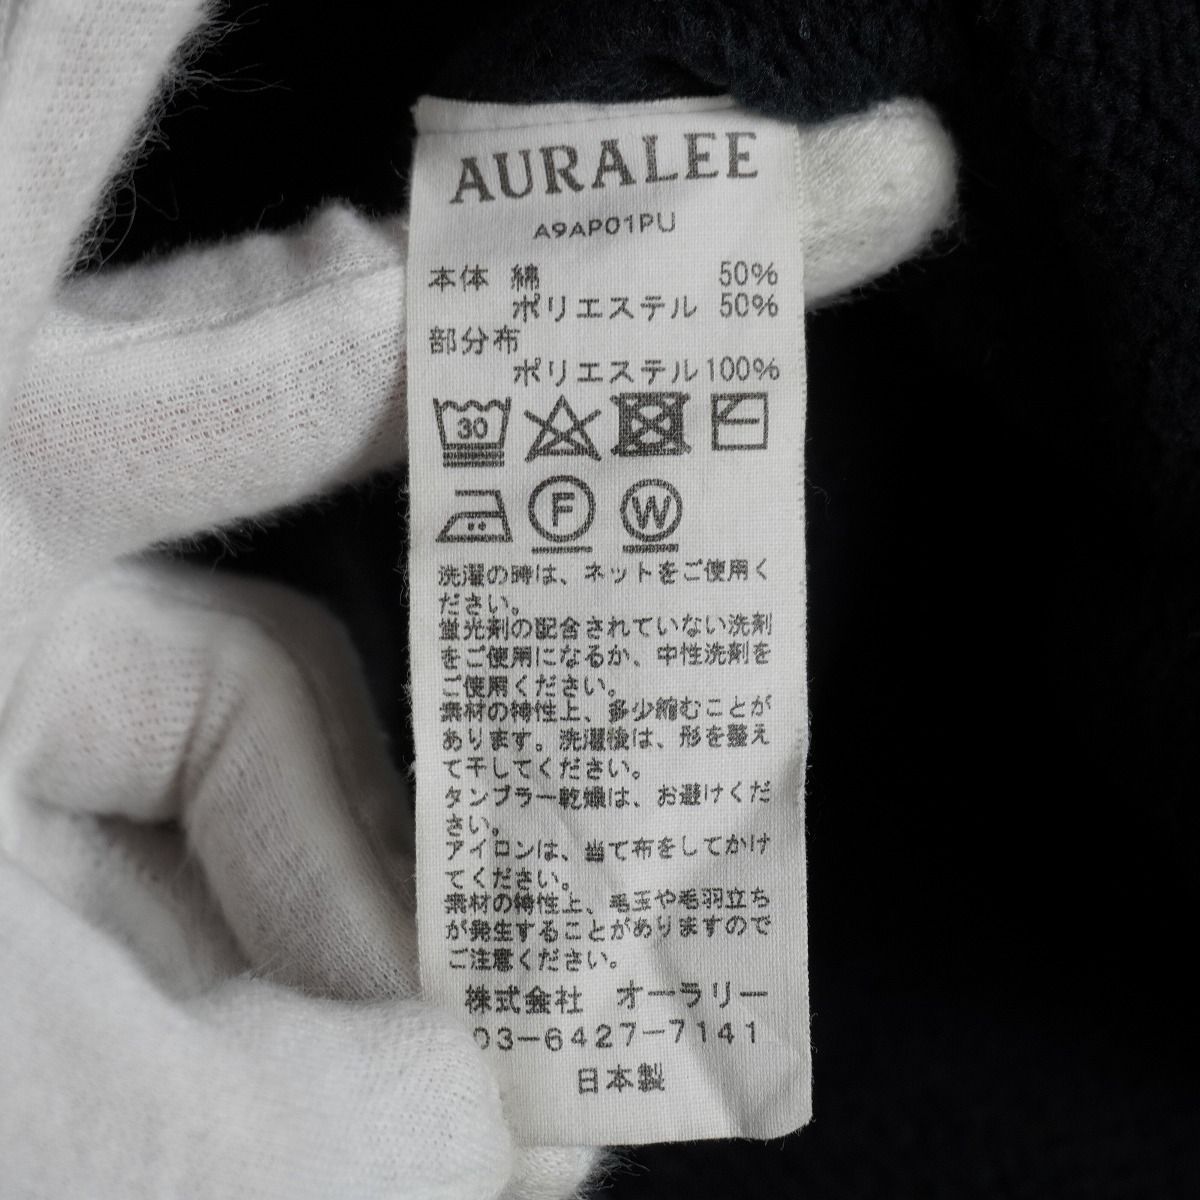 AURALEE
A9AP01PU
本体 綿 50%
ポリエステル 50%
部分布
ポリエステル 100%
30
F W
洗濯の時は、ネットをご使用く
ださい。
蛍光剤の配合されていない洗剤
をご使用になるか、中性洗剤を
ご使用ください。
素材の特性上、多少縮むことが
あります。洗濯後は、形を整え
て干してください。
タンブラー乾燥は、お避けくだ
さい。
アイロンは、当て布をしてかけ
てください。
素材の特性上、毛玉や毛羽立ち
が発生することがありますので
ご注意ください。
株式会社 オーラリー
03-6427-7141
日本製